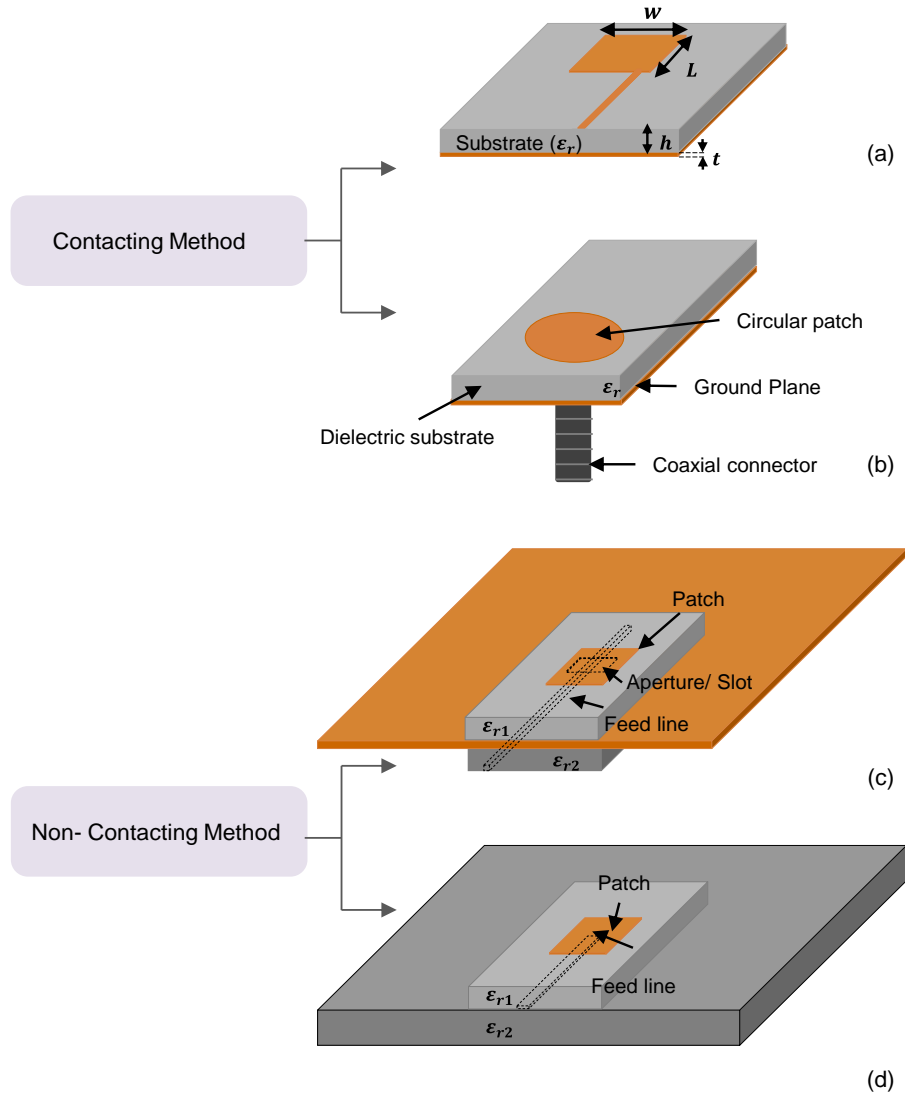 w
L
Substrate (εr)
h
t
(a)
Contacting Method
Circular patch
εr
Ground Plane
Dielectric substrate
Coaxial connector
(b)
Patch
Aperture/ Slot
Feed line
εr1
εr2
(c)
Non- Contacting Method
Patch
Feed line
εr1
εr2
(d)